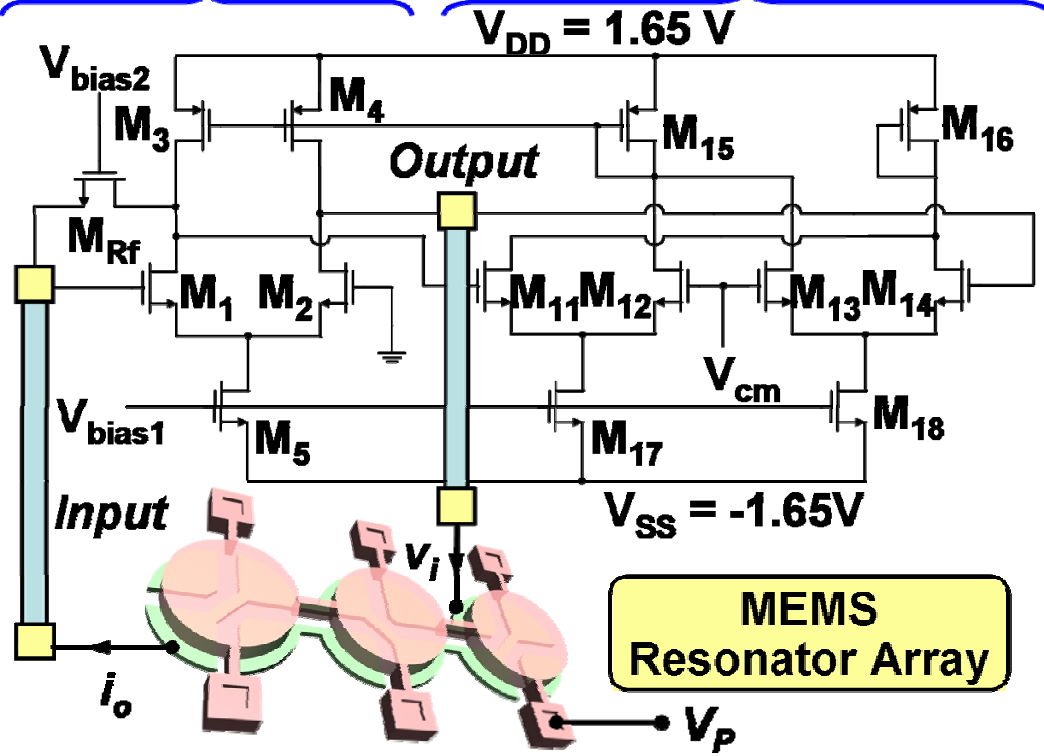 V_DD = 1.65 V
V_bias2
M_3
M_4
M_15
M_16
Output
M_Rf
M_1
M_2
M_11
M_12
M_13
M_14
V_cm
V_bias1
M_5
M_17
M_18
Input
V_SS = -1.65V
v_i
MEMS
Resonator Array
i_o
V_P